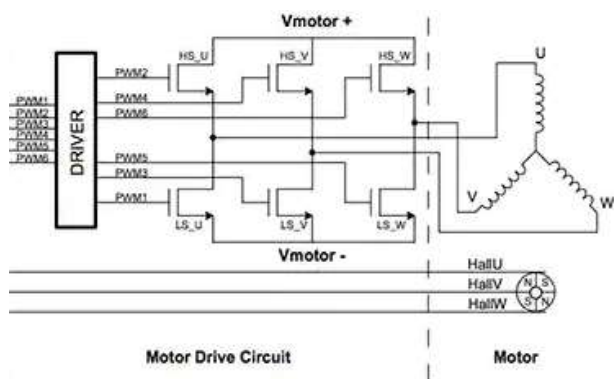 Vmotor +
HS_U
HS_V
HS_W
U
PWM2
PWM4
PWM6
PWM1
PWM2
PWM3
PWM4
PWM5
PWM6
DRIVER
PWM5
PWM3
PWM1
LS_U
LS_V
LS_W
V
W
Vmotor -
HallU
HallV
HallW
N S
S N
Motor Drive Circuit
Motor